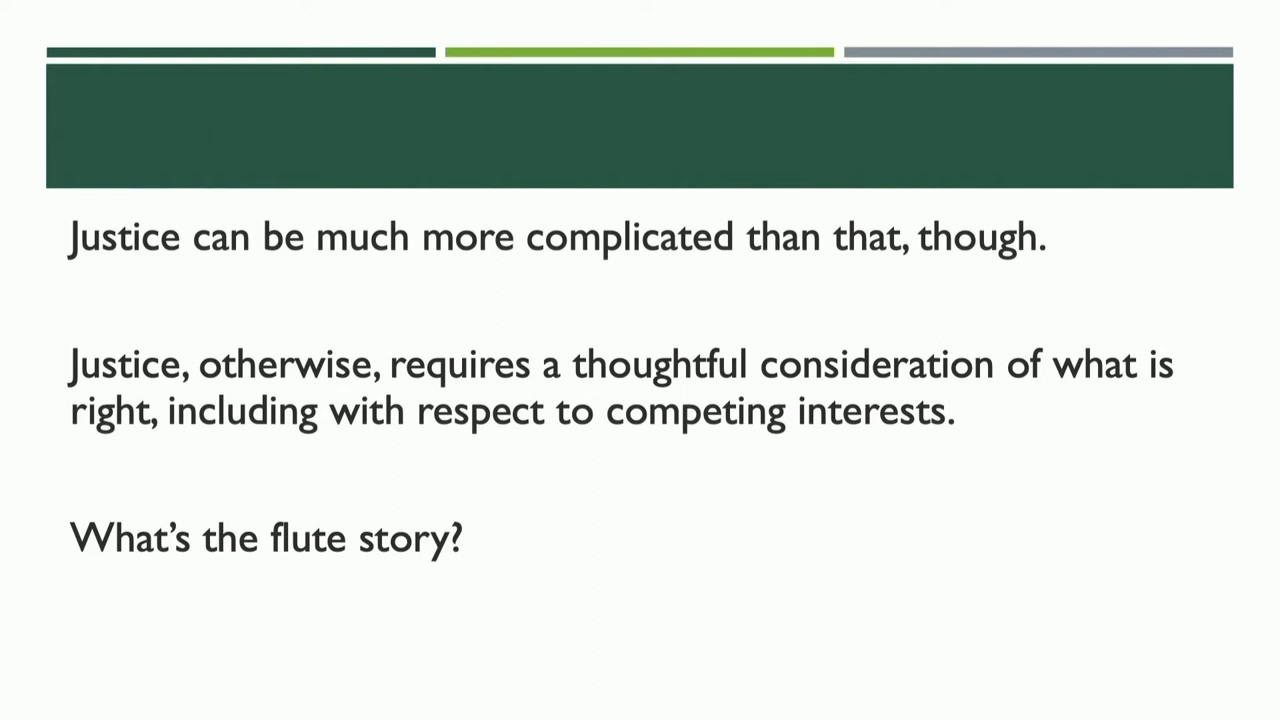 Justice can be much more complicated than that, though.
Justice, otherwise, requires a thoughtful consideration of what is
right, including with respect to competing interests.
What’s the flute story?